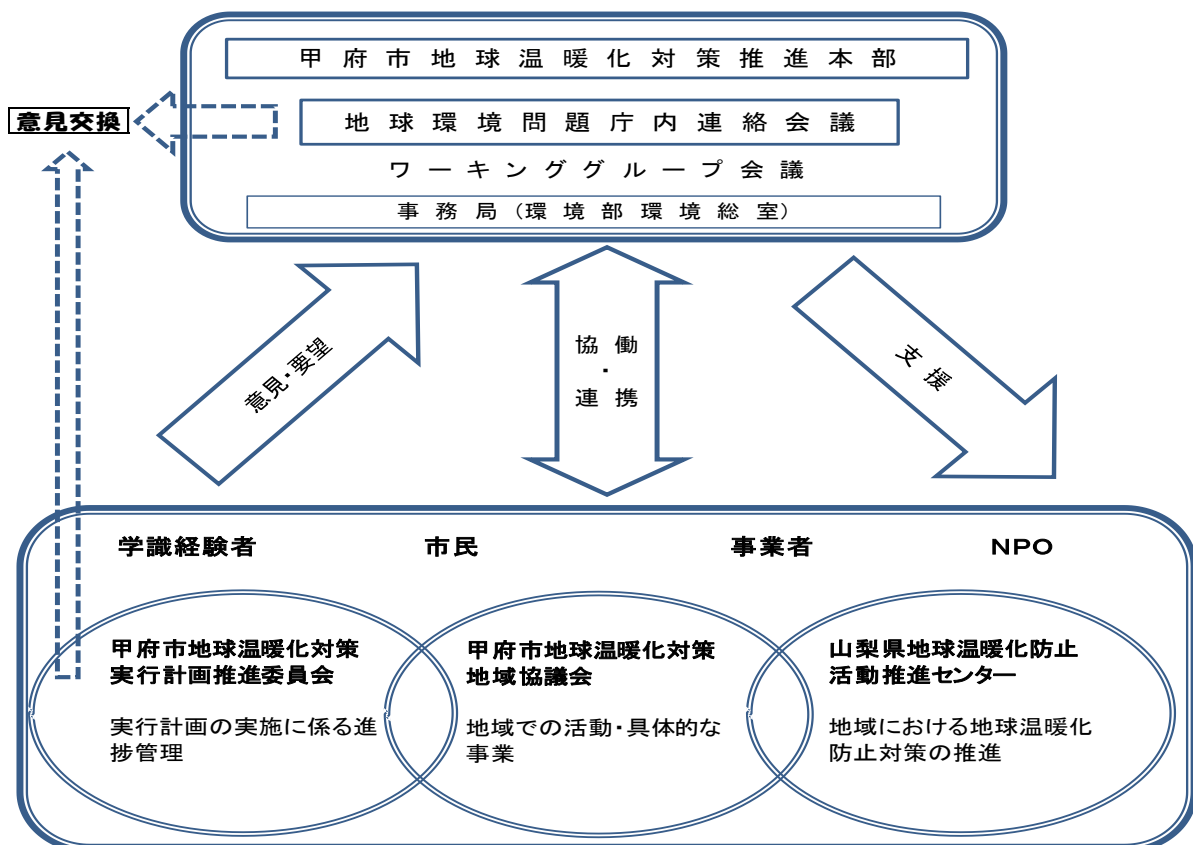 甲府市地球温暖化対策推進本部
意見交換
地球環境問題庁内連絡会議
ワーキンググループ会議
事務局(環境部環境総室)
意見・要望
協働
・
連携
支援
学識経験者
市民
事業者
NPO
甲府市地球温暖化対策
実行計画推進委員会
実行計画の実施に係る進
捗管理
甲府市地球温暖化対策
地域協議会
地域での活動・具体的な
事業
山梨県地球温暖化防止
活動推進センター
地域における地球温暖化
防止対策の推進